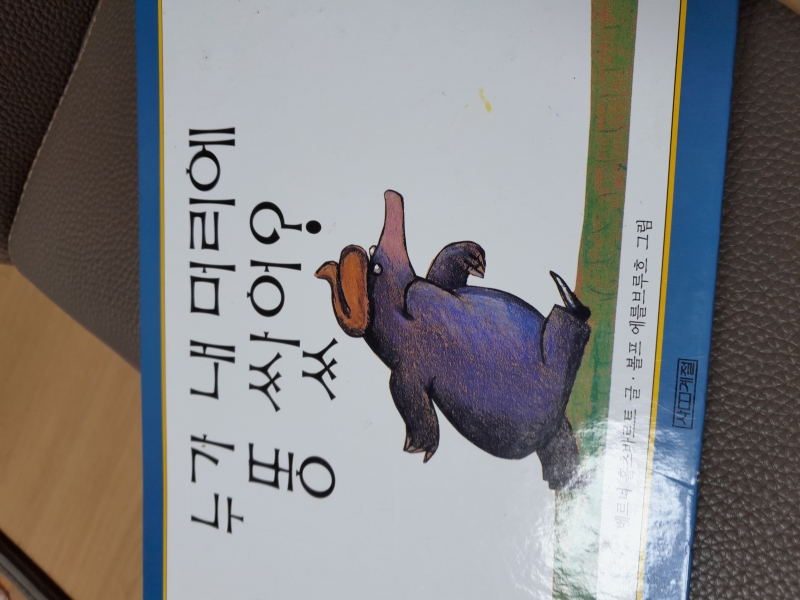 누가 내 머리에
똥 쌌어?
베르너 홀츠바르트 글·볼프 에를브루흐 그림
사계절